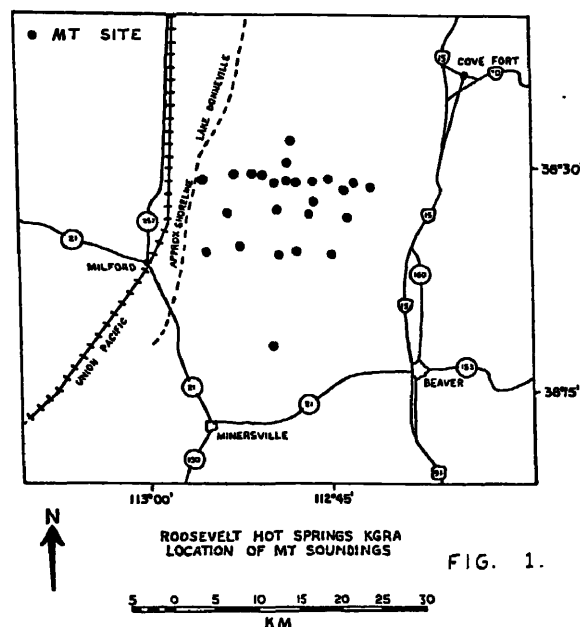 MT SITE
LAKE BONNEVILLE
APPROX SHORELINE
15
COVE FORT
70
38°30'
21
257
MILFORD
UNION PACIFIC
15
160
15
21
21
153
BEAVER
38°15'
MINERSVILLE
130
91
113°00'
112°45'
N
ROOSEVELT HOT SPRINGS KGRA
LOCATION OF MT SOUNDINGS
FIG. 1.
5 0 5 10 15 20 25 30
KM